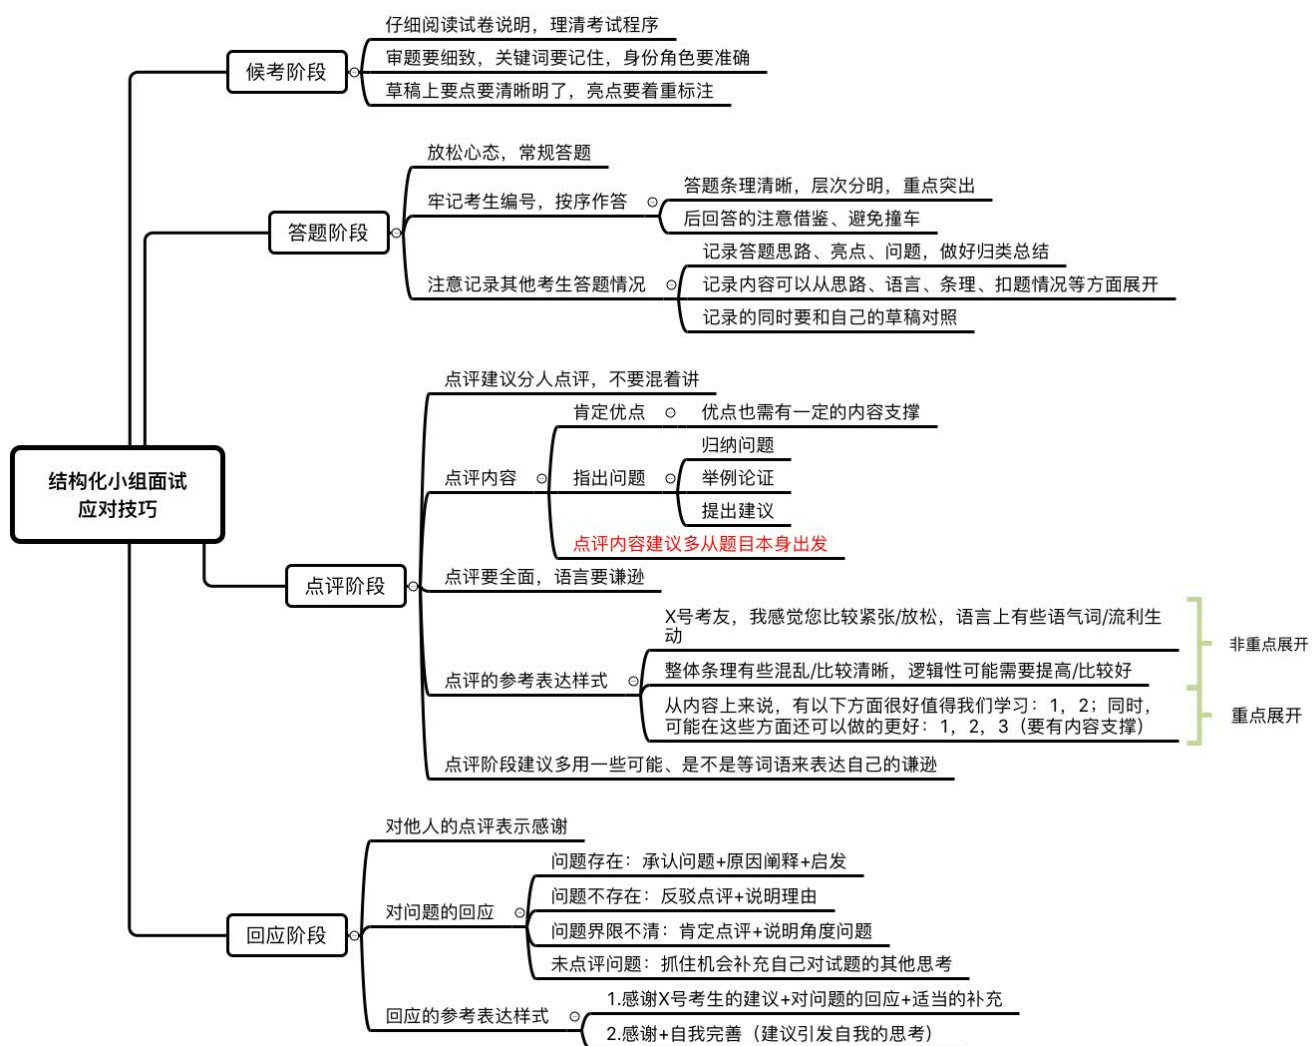 仔细阅读试卷说明，理清考试程序
候考阶段
审题要细致，关键词要记住，身份角色要准确
草稿上要点要清晰明了，亮点要着重标注
放松心态，常规答题
答题条理清晰，层次分明，重点突出
牢记考生编号，按序作答
后回答的注意借鉴、避免撞车
答题阶段
记录答题思路、亮点、问题，做好归类总结
注意记录其他考生答题情况
记录内容可以从思路、语言、条理、扣题情况等方面展开
记录的同时要和自己的草稿对照
结构化小组面试
应对技巧
点评建议分人点评，不要混着讲
肯定优点
优点也需有一定的内容支撑
归纳问题
点评内容
指出问题
举例论证
提出建议
点评内容建议多从题目本身出发
点评阶段
点评要全面，语言要谦逊
X号考友，我感觉您比较紧张/放松，语言上有些语气词/流利生
动
非重点展开
点评的参考表达样式
整体条理有些混乱/比较清晰，逻辑性可能需要提高/比较好
从内容上来说，有以下方面很好值得我们学习：1，2；同时，
可能在这些方面还可以做的更好：1，2，3（要有内容支撑）
重点展开
点评阶段建议多用一些可能、是不是等词语来表达自己的谦逊
对他人的点评表示感谢
问题存在：承认问题+原因阐释+启发
问题不存在：反驳点评+说明理由
对问题的回应
回应阶段
问题界限不清：肯定点评+说明角度问题
未点评问题：抓住机会补充自己对试题的其他思考
1.感谢X号考生的建议+对问题的回应+适当的补充
回应的参考表达样式
2.感谢+自我完善（建议引发自我的思考）